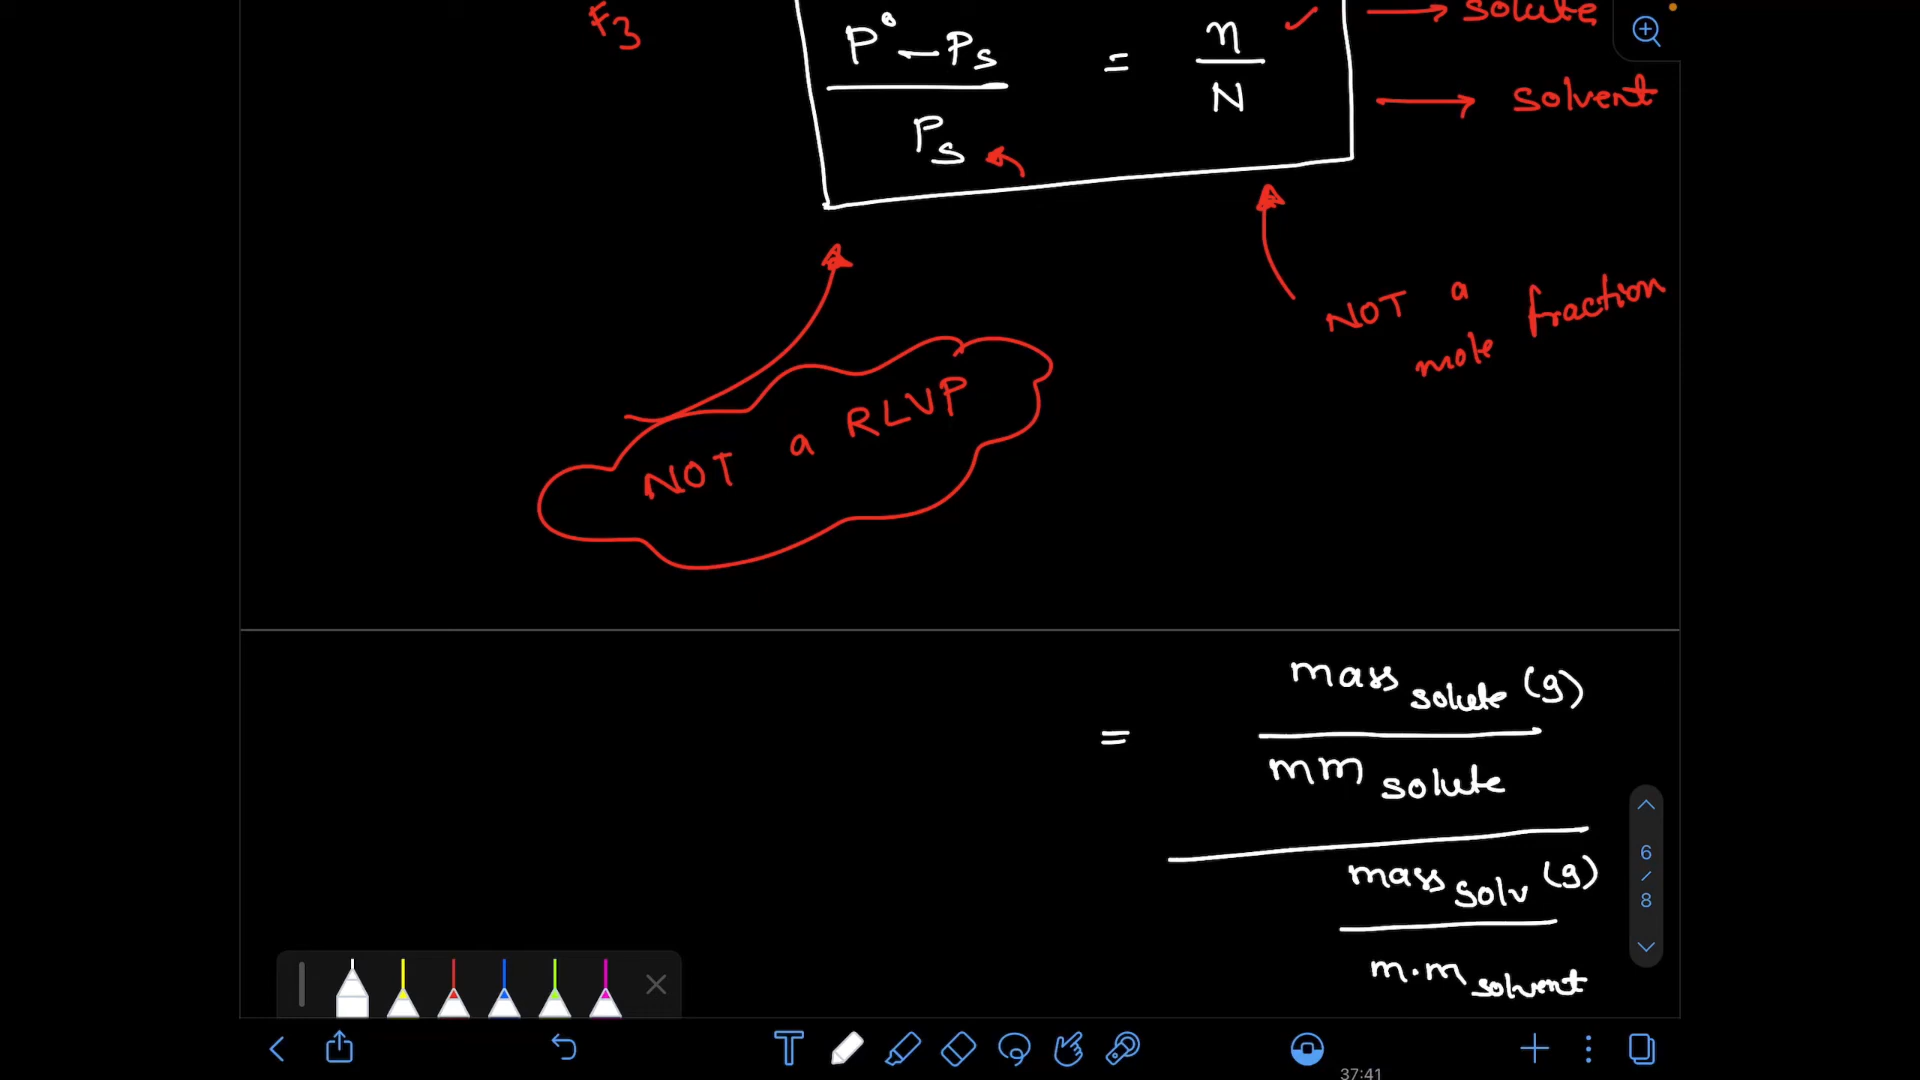 F3
P° - Ps / Ps = n / N
→ solute
→ solvent
NOT a mole fraction
NOT a RLVP
= mass solute (g)
mm solute
mass solv (g)
m.m solvent
6
/
8
T
37:41